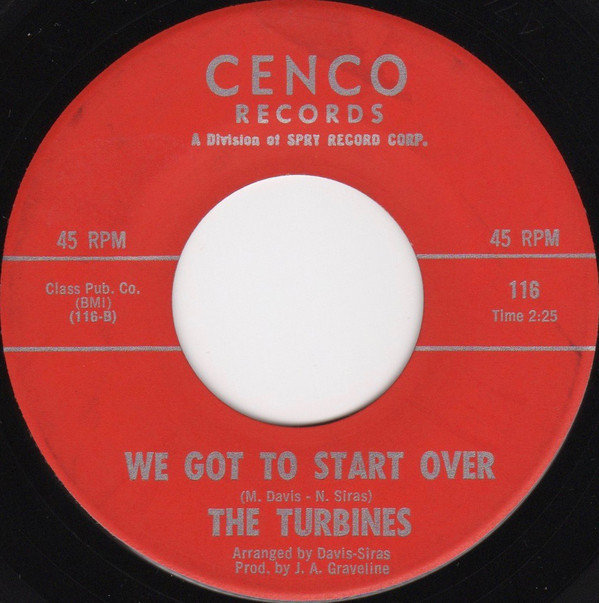 CENCO
RECORDS
A Division of SPRY RECORD CORP.
45 RPM
45 RPM
Class Pub. Co.
(BMI)
(116-B)
116
Time 2:25
WE GOT TO START OVER
(M. Davis - N. Siras)
THE TURBINES
Arranged by Davis-Siras
Prod. by J. A. Graveline